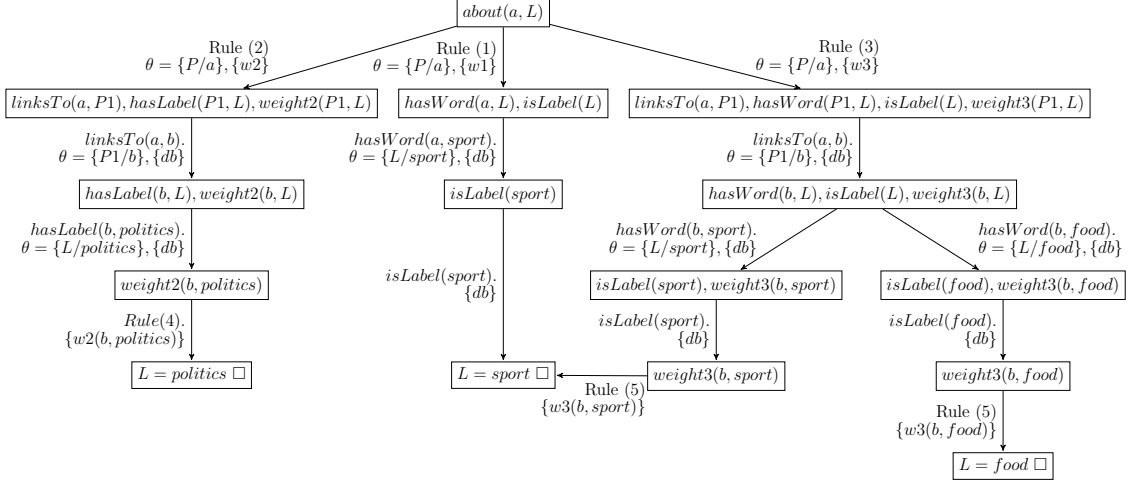 about(a, L)
Rule (2)
θ = {P/a}, {w2}
Rule (1)
θ = {P/a}, {w1}
Rule (3)
θ = {P/a}, {w3}
linksTo(a, P1), hasLabel(P1, L), weight2(P1, L)
hasWord(a, L), isLabel(L)
linksTo(a, P1), hasWord(P1, L), isLabel(L), weight3(P1, L)
linksTo(a, b).
θ = {P1/b}, {db}
hasWord(a, sport).
θ = {L/sport}, {db}
linksTo(a, b).
θ = {P1/b}, {db}
hasLabel(b, L), weight2(b, L)
isLabel(sport)
hasWord(b, L), isLabel(L), weight3(b, L)
hasLabel(b, politics).
θ = {L/politics}, {db}
hasWord(b, sport).
θ = {L/sport}, {db}
hasWord(b, food).
θ = {L/food}, {db}
weight2(b, politics)
isLabel(sport).
{db}
isLabel(sport), weight3(b, sport)
isLabel(food), weight3(b, food)
Rule(4).
{w2(b, politics)}
isLabel(sport).
{db}
isLabel(food).
{db}
L = politics □
L = sport □
weight3(b, sport)
weight3(b, food)
Rule (5)
{w3(b, sport)}
Rule (5)
{w3(b, food)}
L = food □